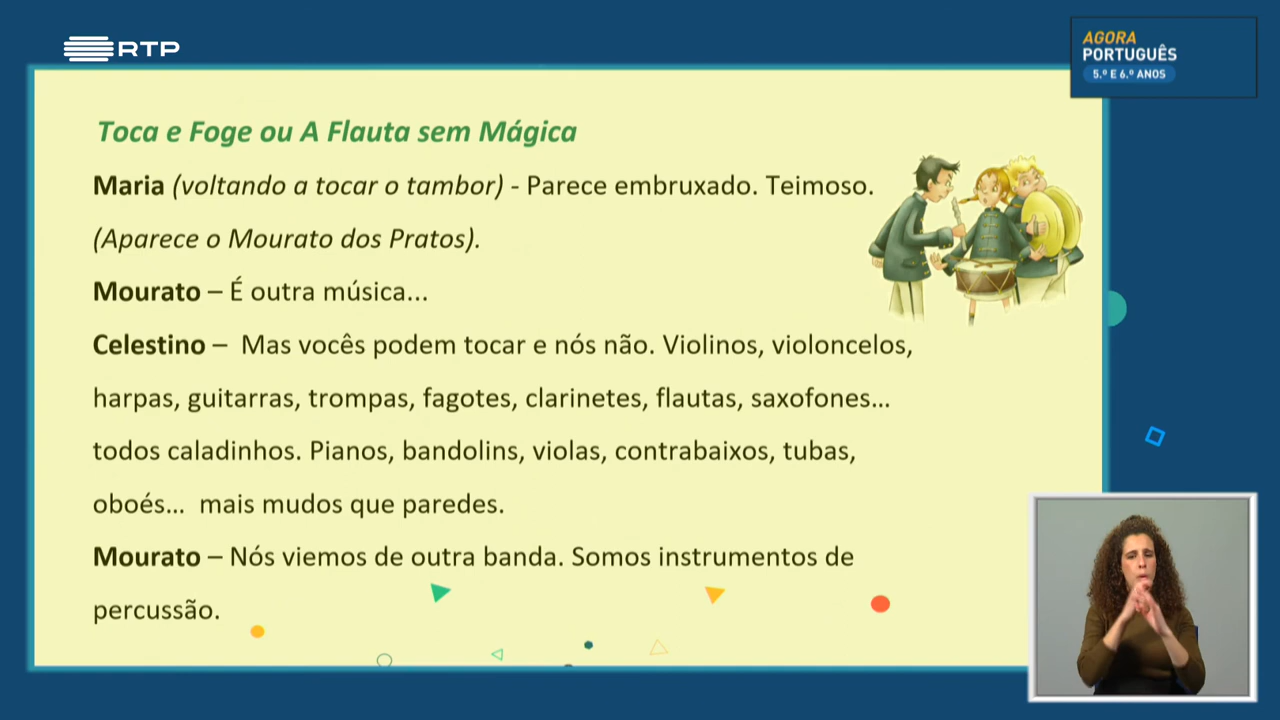 RTP
AGORA
PORTUGUÊS
5.º E 6.º ANOS
Toca e Foge ou A Flauta sem Mágica
Maria (voltando a tocar o tambor) - Parece embruxado. Teimoso.
(Aparece o Mourato dos Pratos).
Mourato – É outra música...
Celestino – Mas vocês podem tocar e nós não. Violinos, violoncelos,
harpas, guitarras, trompas, fagotes, clarinetes, flautas, saxofones...
todos caladinhos. Pianos, bandolins, violas, contrabaixos, tubas,
oboés... mais mudos que paredes.
Mourato – Nós viemos de outra banda. Somos instrumentos de
percussão.